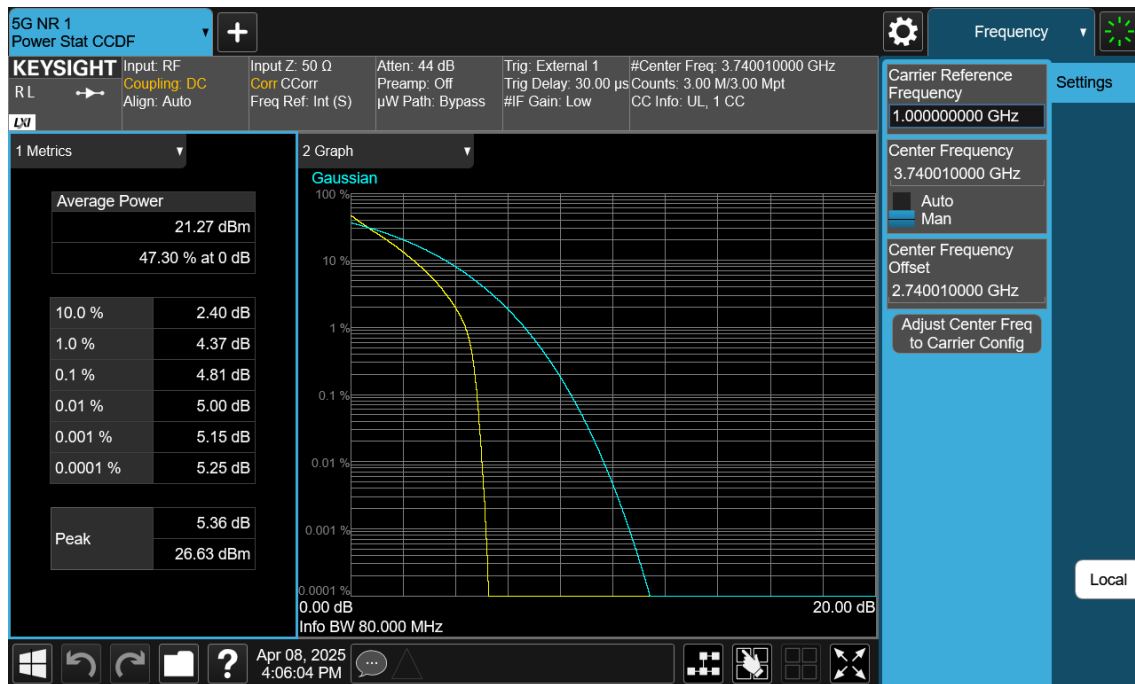 5G NR 1
Power Stat CCDF
Frequency
KEYSIGHT
R L
LXI
Input: RF
Coupling: DC
Align: Auto
Input Z: 50 Ω
Corr CCorr
Freq Ref: Int (S)
Atten: 44 dB
Preamp: Off
µW Path: Bypass
Trig: External 1
Trig Delay: 30.00 µs
#IF Gain: Low
#Center Freq: 3.740010000 GHz
Counts: 3.00 M/3.00 Mpt
CC Info: UL, 1 CC
1 Metrics
Average Power
21.27 dBm
47.30 % at 0 dB
10.0 % 2.40 dB
1.0 % 4.37 dB
0.1 % 4.81 dB
0.01 % 5.00 dB
0.001 % 5.15 dB
0.0001 % 5.25 dB
Peak
5.36 dB
26.63 dBm
2 Graph
Gaussian
100 %
10 %
1 %
0.1 %
0.01 %
0.001 %
0.0001 %
0.00 dB 20.00 dB
Info BW 80.000 MHz
Carrier Reference
Frequency
1.000000000 GHz
Center Frequency
3.740010000 GHz
Auto
Man
Center Frequency
Offset
2.740010000 GHz
Adjust Center Freq
to Carrier Config
Settings
Local
?
Apr 08, 2025
4:06:04 PM